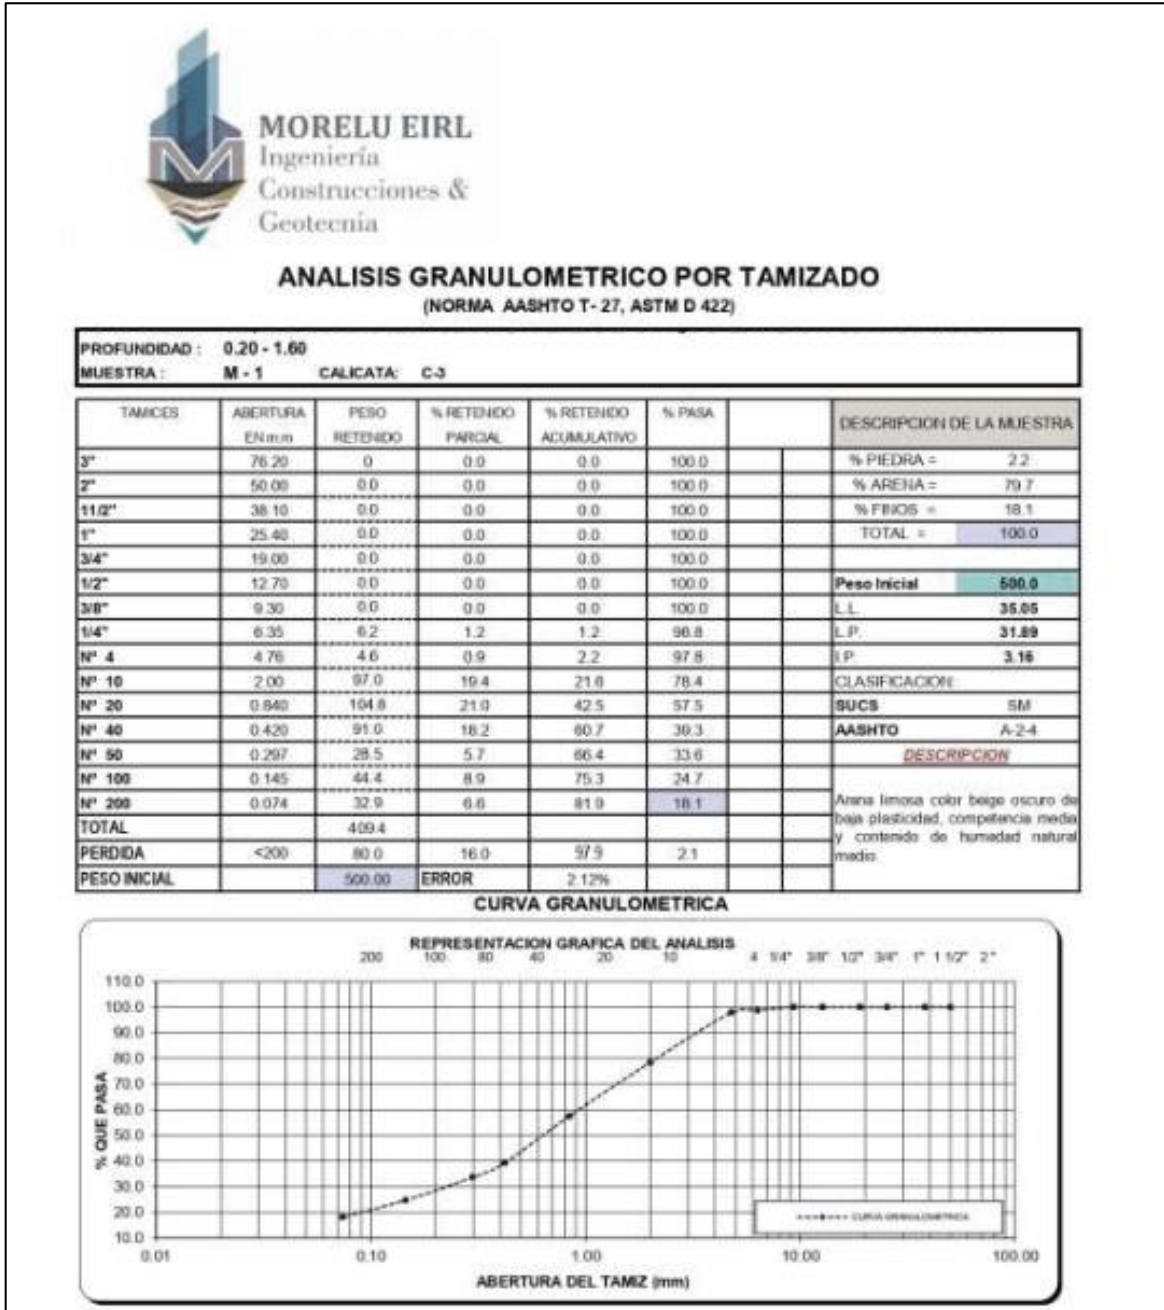 MORELU EIRL
Ingeniería
Construcciones &
Geotecnia
ANALISIS GRANULOMETRICO POR TAMIZADO
(NORMA AASHTO T- 27, ASTM D 422)
PROFUNDIDAD : 0.20 - 1.60
MUESTRA : M - 1 CALICATA: C-3
TAMICES ABERTURA PESO % RETENIDO % RETENIDO % PASA DESCRIPCION DE LA MUESTRA
EN m.m RETENIDO PARCIAL ACUMULATIVO
3" 76.20 0 0.0 0.0 100.0 % PIEDRA = 2.2
2" 50.00 0.0 0.0 0.0 100.0 % ARENA = 79.7
11/2" 38.10 0.0 0.0 0.0 100.0 % FINOS = 18.1
1" 25.40 0.0 0.0 0.0 100.0 TOTAL = 100.0
3/4" 19.00 0.0 0.0 0.0 100.0
1/2" 12.70 0.0 0.0 0.0 100.0 Peso Inicial 500.0
3/8" 9.30 0.0 0.0 0.0 100.0 L.L. 35.05
1/4" 6.35 6.2 1.2 1.2 98.8 L.P. 31.89
Nº 4 4.76 4.6 0.9 2.2 97.8 I.P. 3.16
Nº 10 2.00 97.0 19.4 21.6 78.4 CLASIFICACION:
Nº 20 0.840 104.8 21.0 42.5 57.5 SUCS SM
Nº 40 0.420 91.0 18.2 60.7 39.3 AASHTO A-2-4
Nº 50 0.297 28.5 5.7 66.4 33.6 DESCRIPCION
Nº 100 0.145 44.4 8.9 75.3 24.7
Nº 200 0.074 32.9 6.6 81.9 18.1 Arena limosa color beige oscuro de
TOTAL 409.4 baja plasticidad, competencia media
PERDIDA <200 80.0 16.0 97.9 2.1 y contenido de humedad natural
medio.
PESO INICIAL 500.00 ERROR 2.12%
CURVA GRANULOMETRICA
REPRESENTACION GRAFICA DEL ANALISIS
200 100 80 40 20 10 4 1/4" 3/8" 1/2" 3/4" 1" 1 1/2" 2 "
110.0
100.0
90.0
80.0
70.0
60.0
50.0
40.0
30.0
20.0
10.0
% QUE PASA
CURVA GRANULOMETRICA
0.01 0.10 1.00 10.00 100.00
ABERTURA DEL TAMIZ (mm)